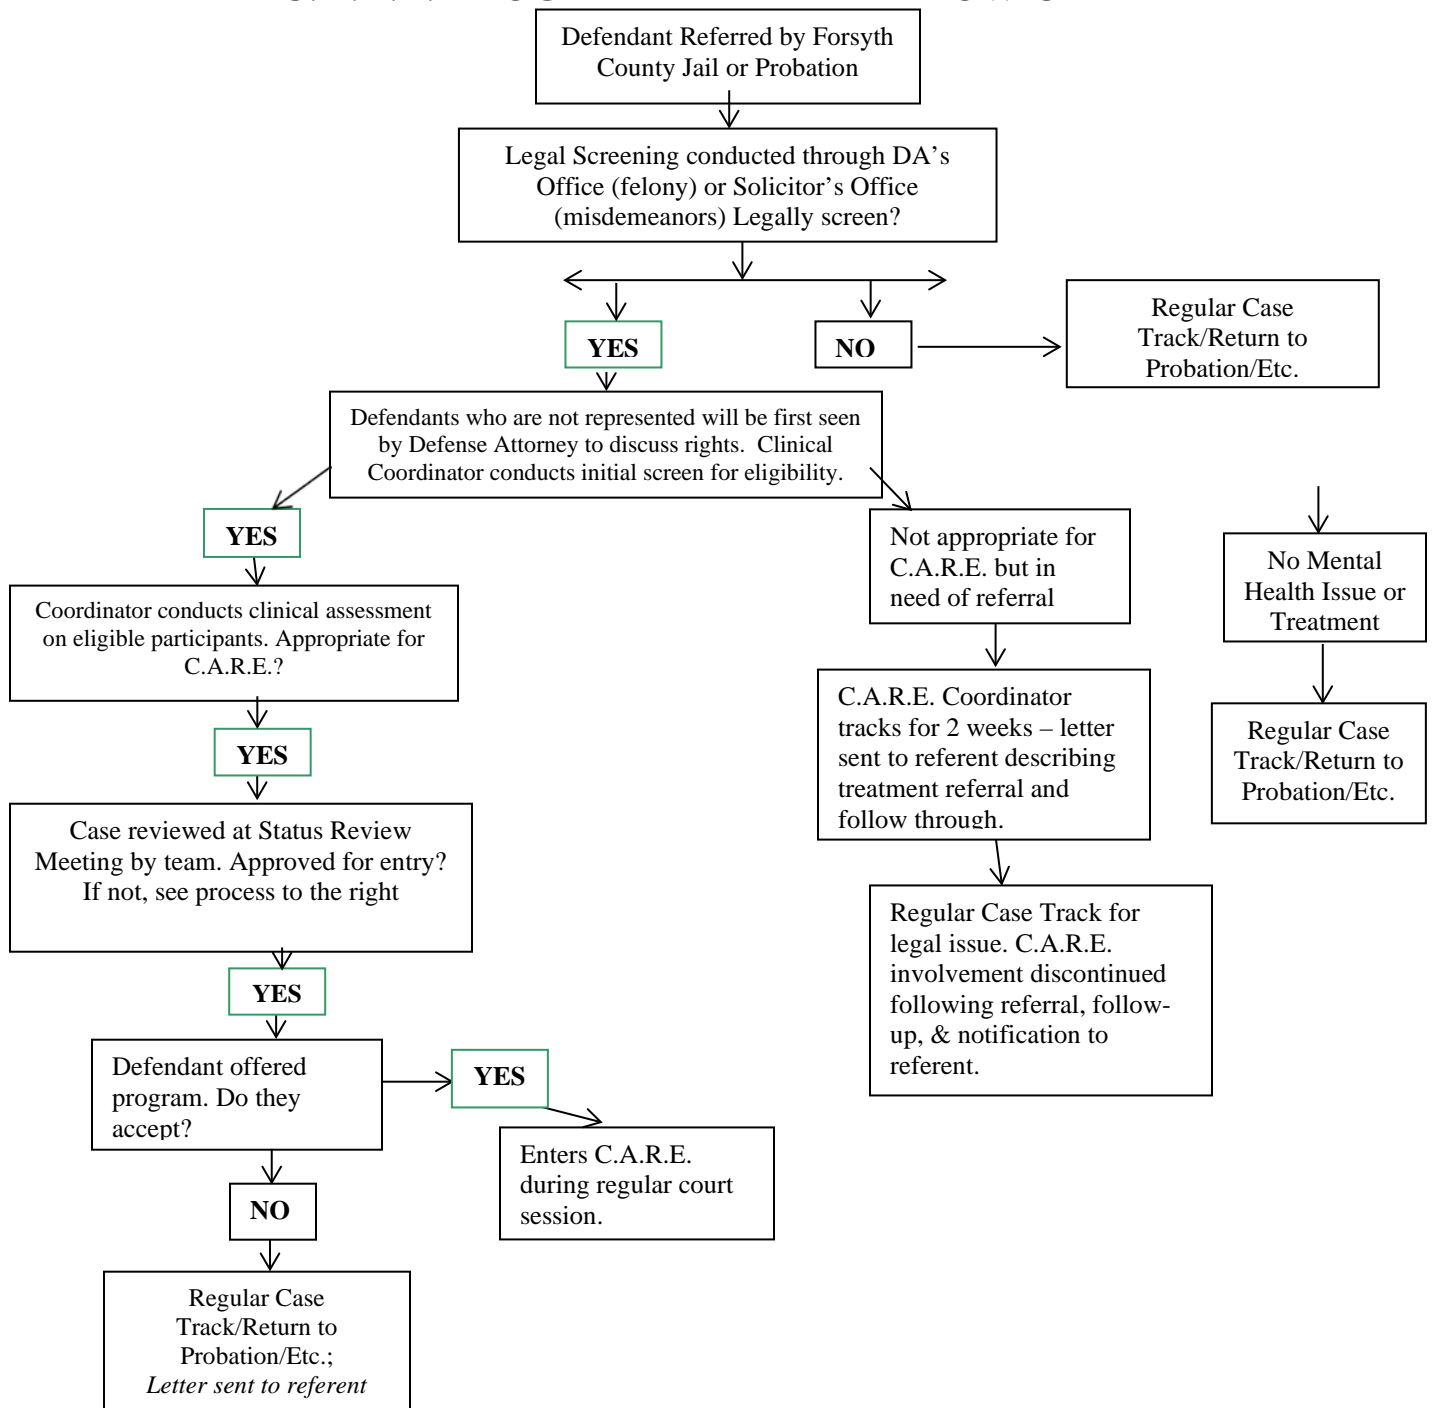 Defendant Referred by Forsyth
County Jail or Probation
Legal Screening conducted through DA’s
Office (felony) or Solicitor’s Office
(misdemeanors) Legally screen?
YES
NO
Regular Case
Track/Return to
Probation/Etc.
Defendants who are not represented will be first seen
by Defense Attorney to discuss rights.  Clinical
Coordinator conducts initial screen for eligibility.
YES
Not appropriate for
C.A.R.E. but in
need of referral
No Mental
Health Issue or
Treatment
Coordinator conducts clinical assessment
on eligible participants. Appropriate for
C.A.R.E.?
C.A.R.E. Coordinator
tracks for 2 weeks – letter
sent to referent describing
treatment referral and
follow through.
Regular Case
Track/Return to
Probation/Etc.
YES
Case reviewed at Status Review
Meeting by team. Approved for entry?
If not, see process to the right
Regular Case Track for
legal issue. C.A.R.E.
involvement discontinued
following referral, follow-
up, & notification to
referent.
YES
Defendant offered
program. Do they
accept?
YES
Enters C.A.R.E.
during regular court
session.
NO
Regular Case
Track/Return to
Probation/Etc.;
Letter sent to referent